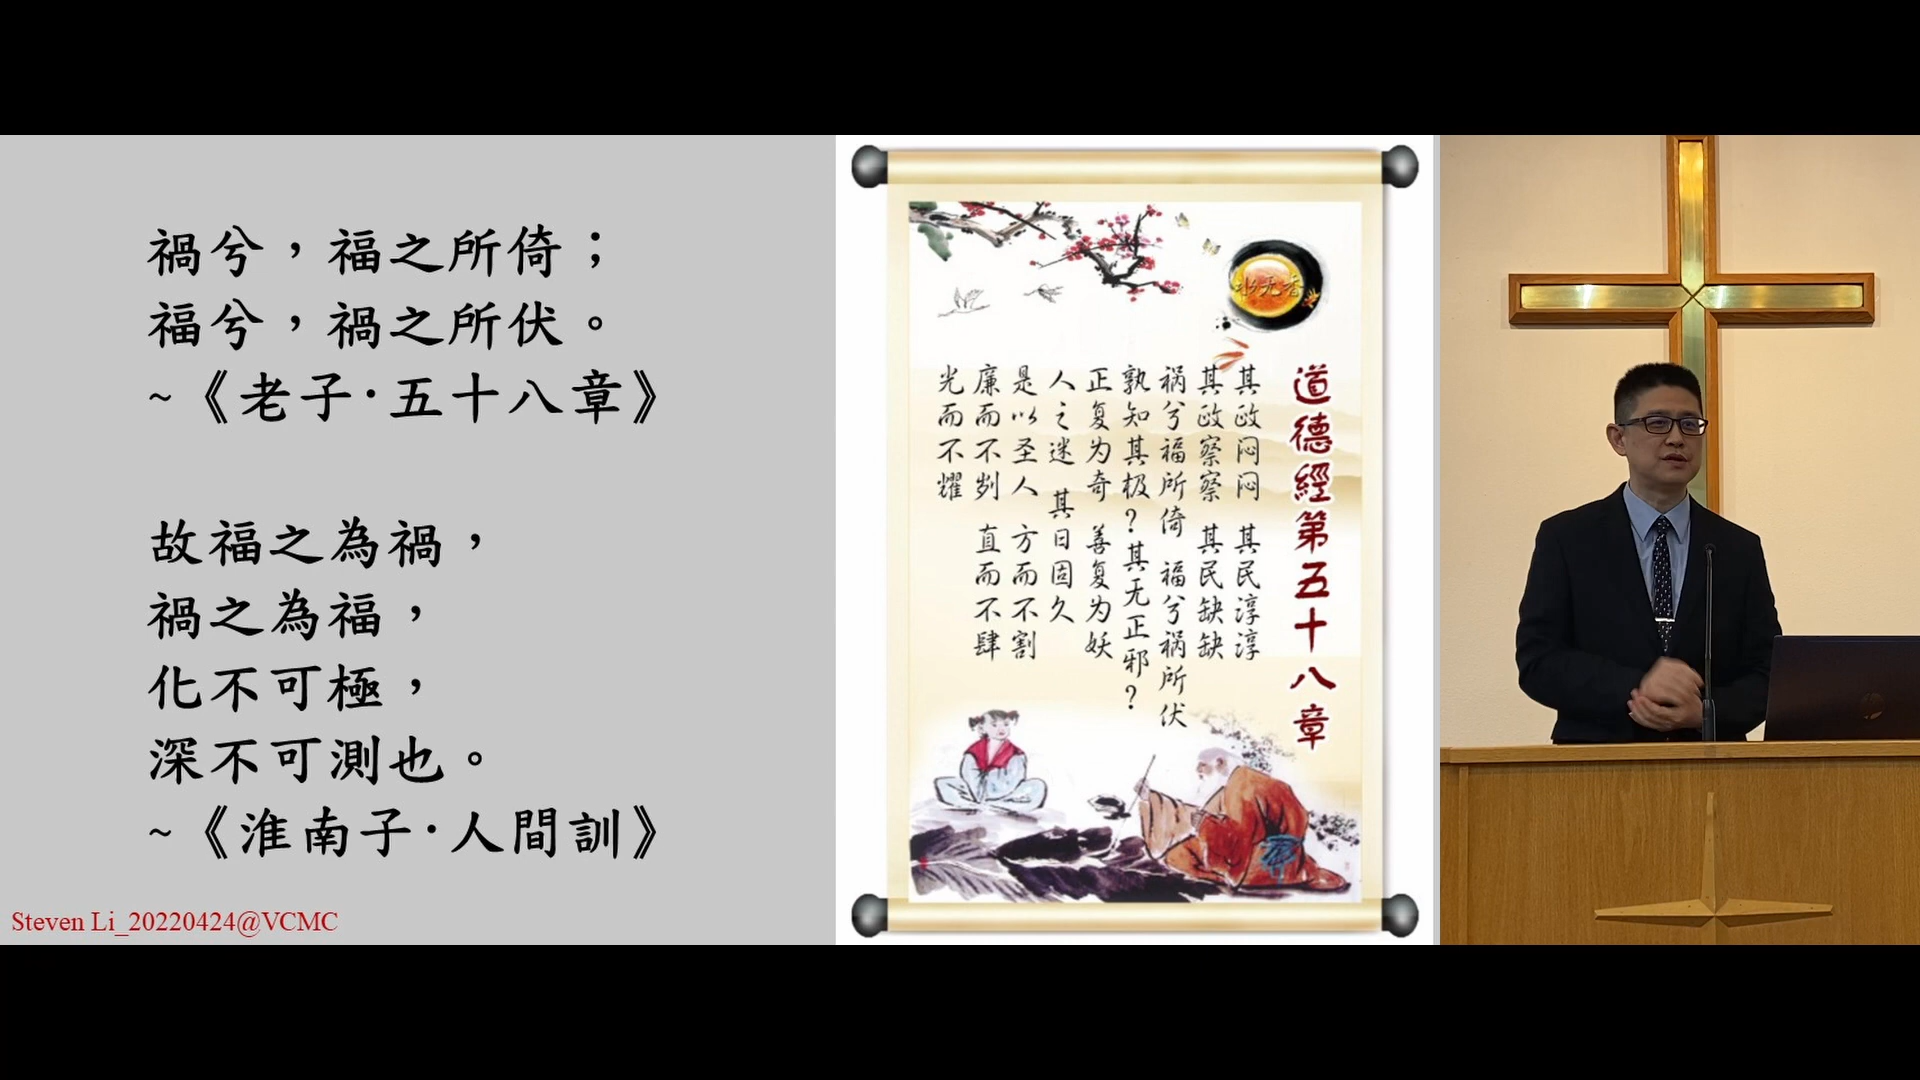 禍兮，福之所倚；
福兮，禍之所伏。
~《老子·五十八章》
故福之為禍，
禍之為福，
化不可極，
深不可測也。
~《淮南子·人間訓》
Steven Li_20220424@VCMC
道德經第五十八章
其政闷闷 其民淳淳
其政察察 其民缺缺
祸兮福所倚 福兮祸所伏
孰知其极？其无正邪？
正复为奇 善复为妖
人之迷 其日固久
是以圣人 方而不割
廉而不刿 直而不肆
光而不耀